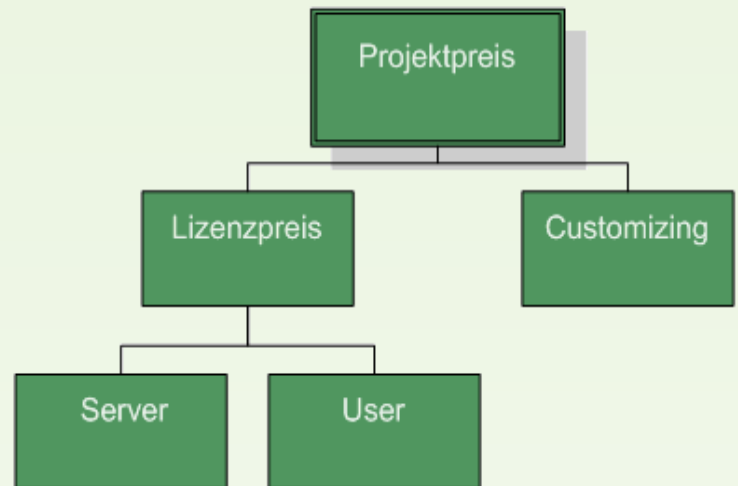 Projektpreis
Lizenzpreis
Customizing
Server
User